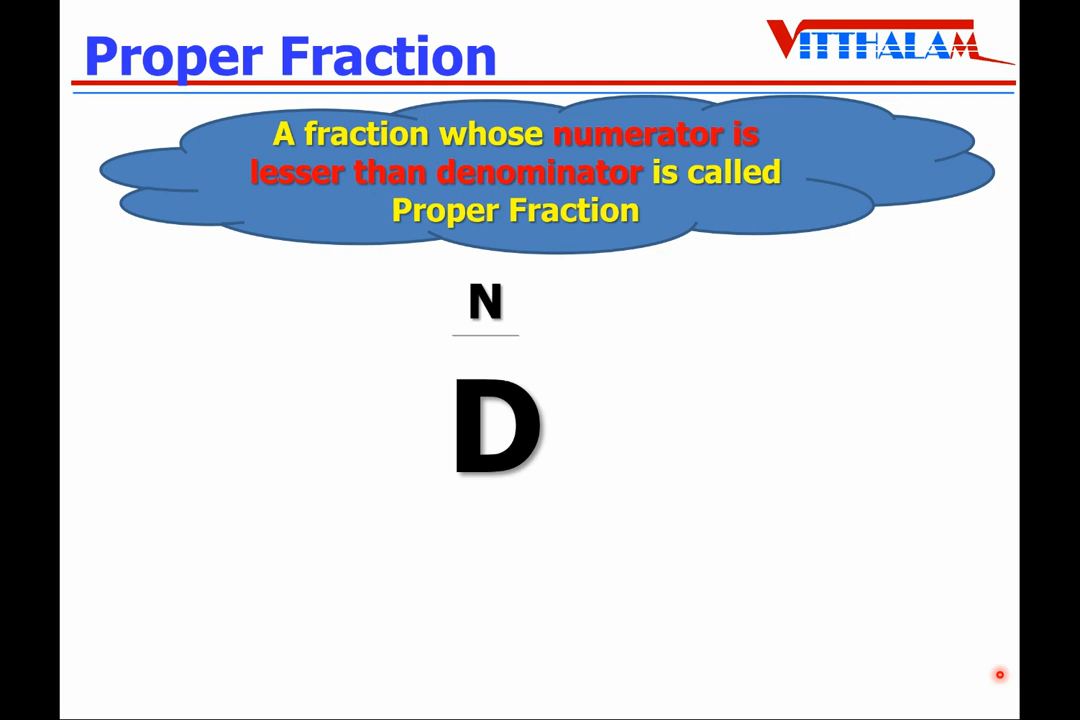 Proper Fraction
VITTHALAM
A fraction whose numerator is
lesser than denominator is called
Proper Fraction
N
D